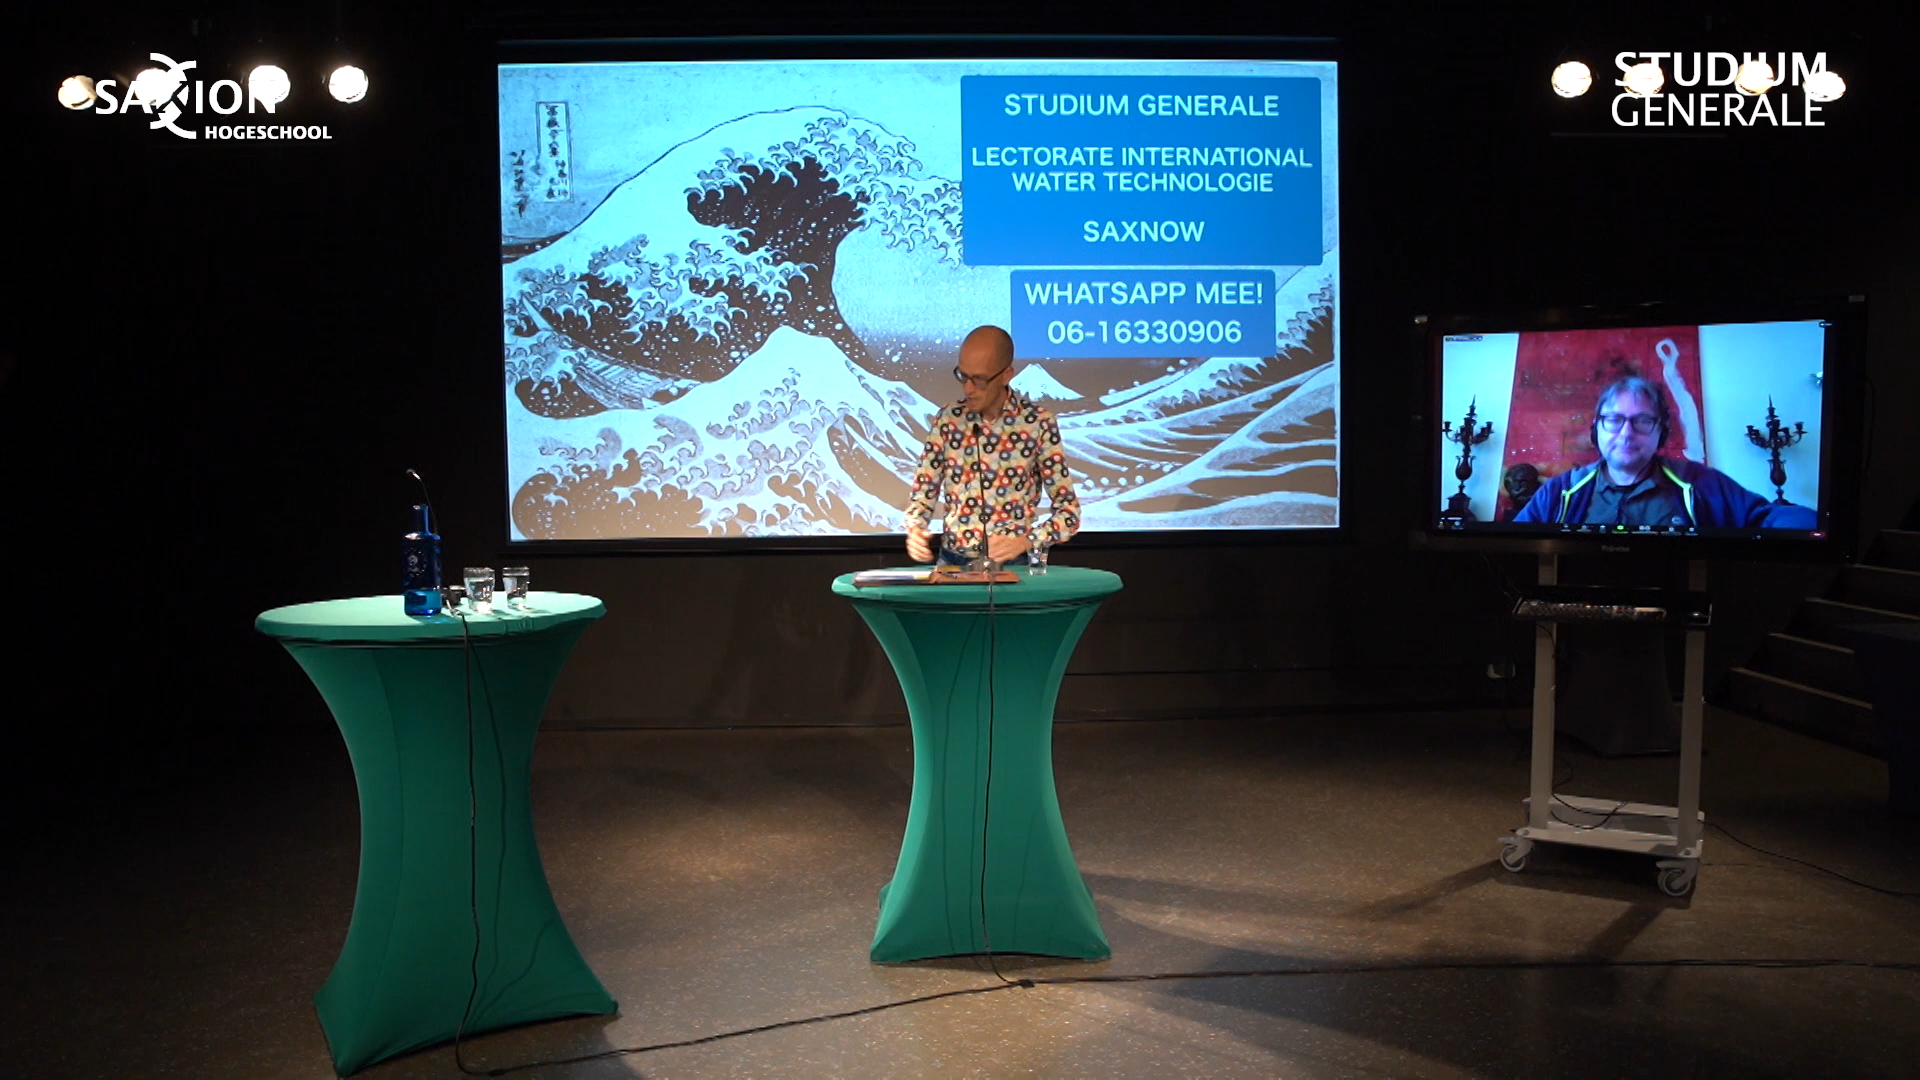 SAXION
HOGESCHOOL
STUDIUM
GENERALE
STUDIUM GENERALE
LECTORATE INTERNATIONAL
WATER TECHNOLOGIE
SAXNOW
WHATSAPP MEE!
06-16330906